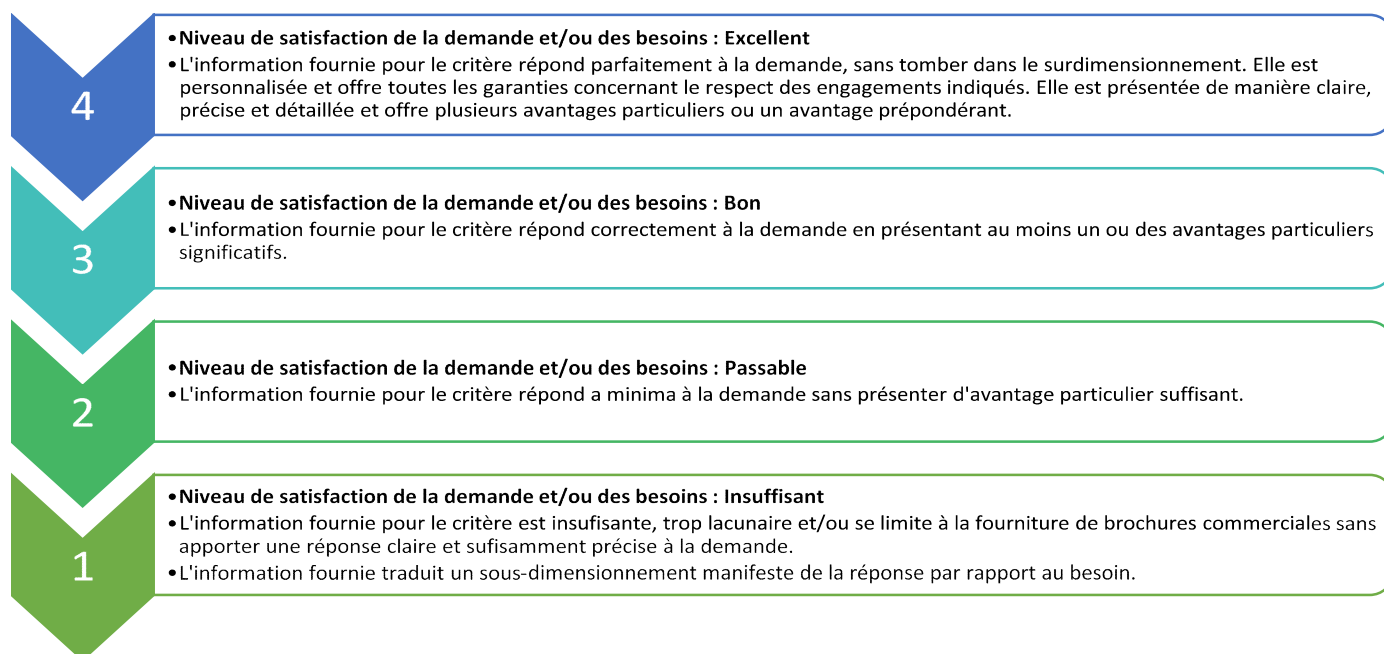 4
•Niveau de satisfaction de la demande et/ou des besoins : Excellent
•L'information fournie pour le critère répond parfaitement à la demande, sans tomber dans le surdimensionnement. Elle est
personnalisée et offre toutes les garanties concernant le respect des engagements indiqués. Elle est présentée de manière claire,
précise et détaillée et offre plusieurs avantages particuliers ou un avantage prépondérant.
3
•Niveau de satisfaction de la demande et/ou des besoins : Bon
•L'information fournie pour le critère répond correctement à la demande en présentant au moins un ou des avantages particuliers
significatifs.
2
•Niveau de satisfaction de la demande et/ou des besoins : Passable
•L'information fournie pour le critère répond a minima à la demande sans présenter d'avantage particulier suffisant.
1
•Niveau de satisfaction de la demande et/ou des besoins : Insuffisant
•L'information fournie pour le critère est insufisante, trop lacunaire et/ou se limite à la fourniture de brochures commerciales sans
apporter une réponse claire et sufisamment précise à la demande.
•L'information fournie traduit un sous-dimensionnement manifeste de la réponse par rapport au besoin.